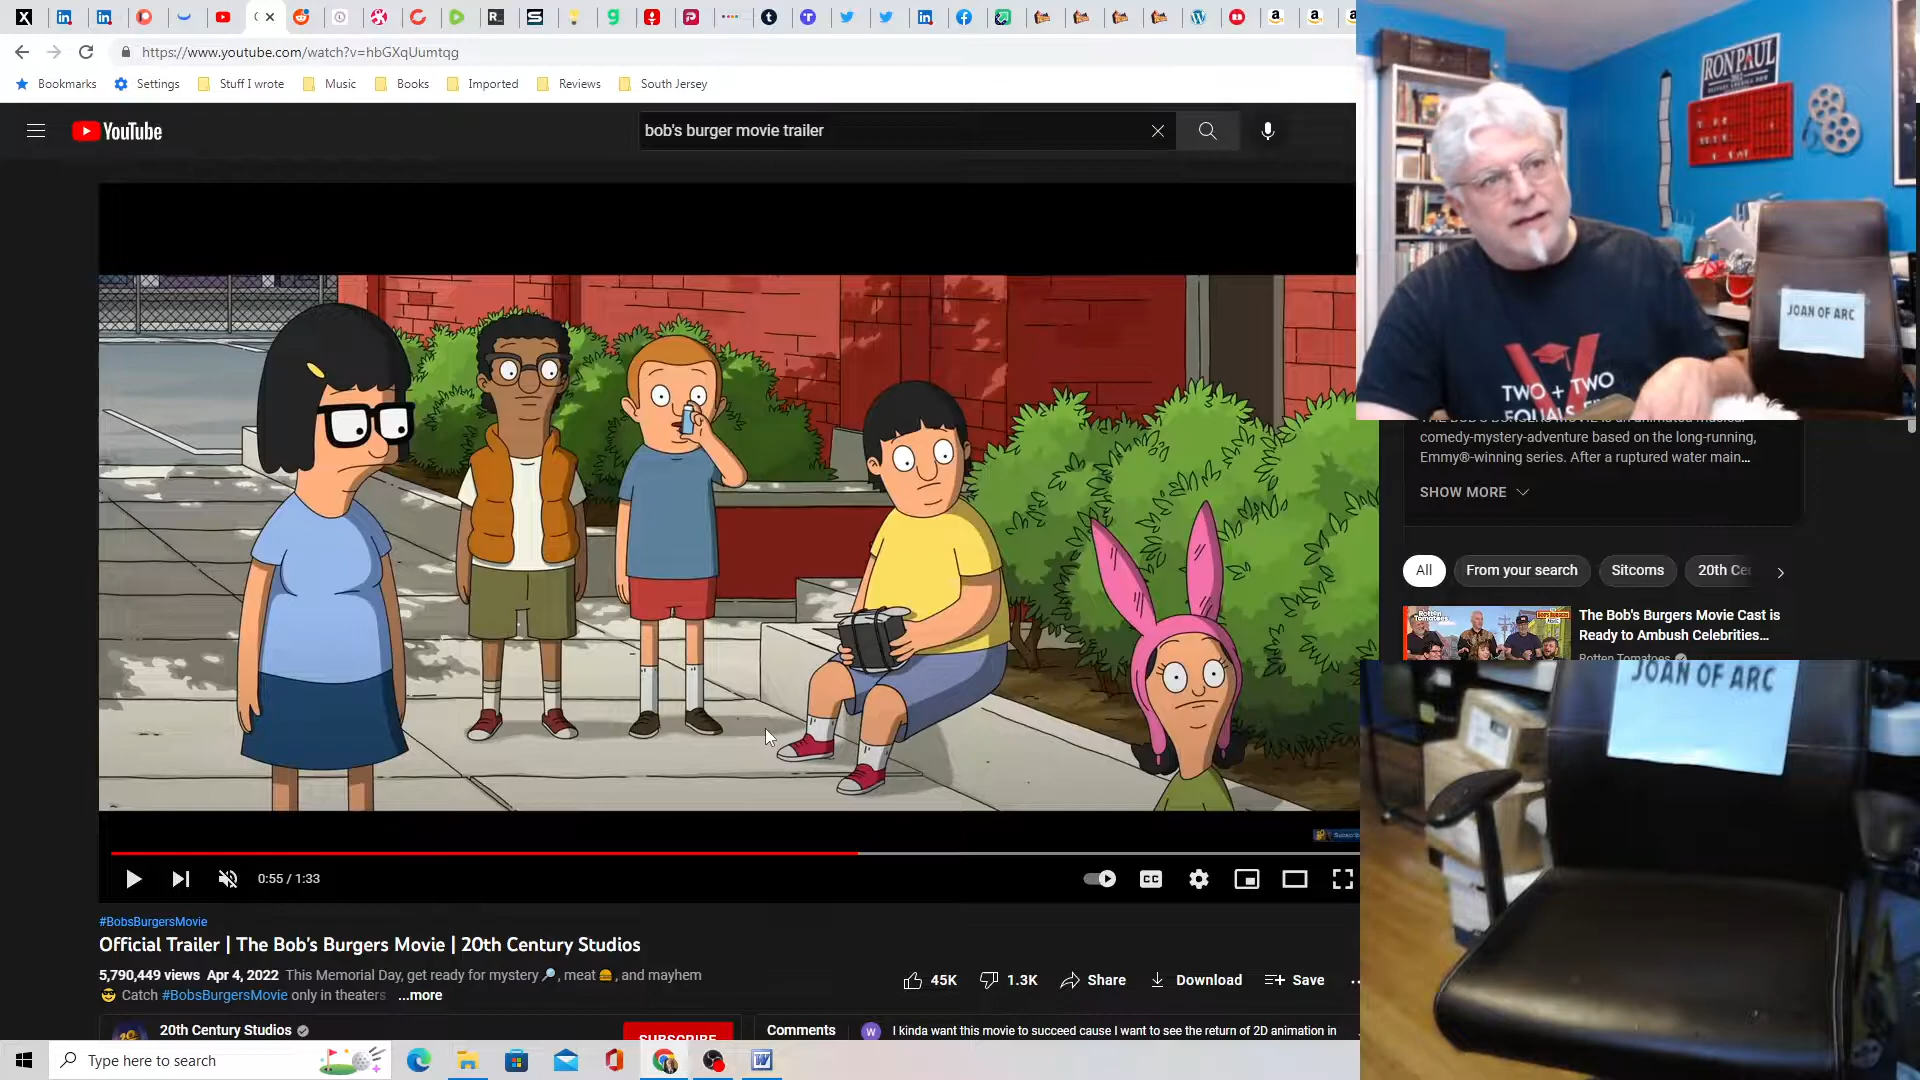 https://www.youtube.com/watch?v=hbGXqUumtqg
Bookmarks Settings Stuff I wrote Music Books Imported Reviews South Jersey
YouTube
bob's burger movie trailer
RON PAUL
JOAN OF ARC
TWO + TWO
EQUALS
comedy-mystery-adventure based on the long-running,
Emmy®-winning series. After a ruptured water main...
SHOW MORE
All From your search Sitcoms 20th
The Bob's Burgers Movie Cast is
Ready to Ambush Celebrities...
Rotten Tomatoes
JOAN OF ARC
0:55 / 1:33
CC
#BobsBurgersMovie
Official Trailer | The Bob's Burgers Movie | 20th Century Studios
5,790,449 views Apr 4, 2022 This Memorial Day, get ready for mystery🔎, meat🍔, and mayhem
😎 Catch #BobsBurgersMovie only in theaters ...more
45K 1.3K Share Download Save ...
20th Century Studios
SUBSCRIBE
Comments
W I kinda want this movie to succeed cause I want to see the return of 2D animation in
Type here to search